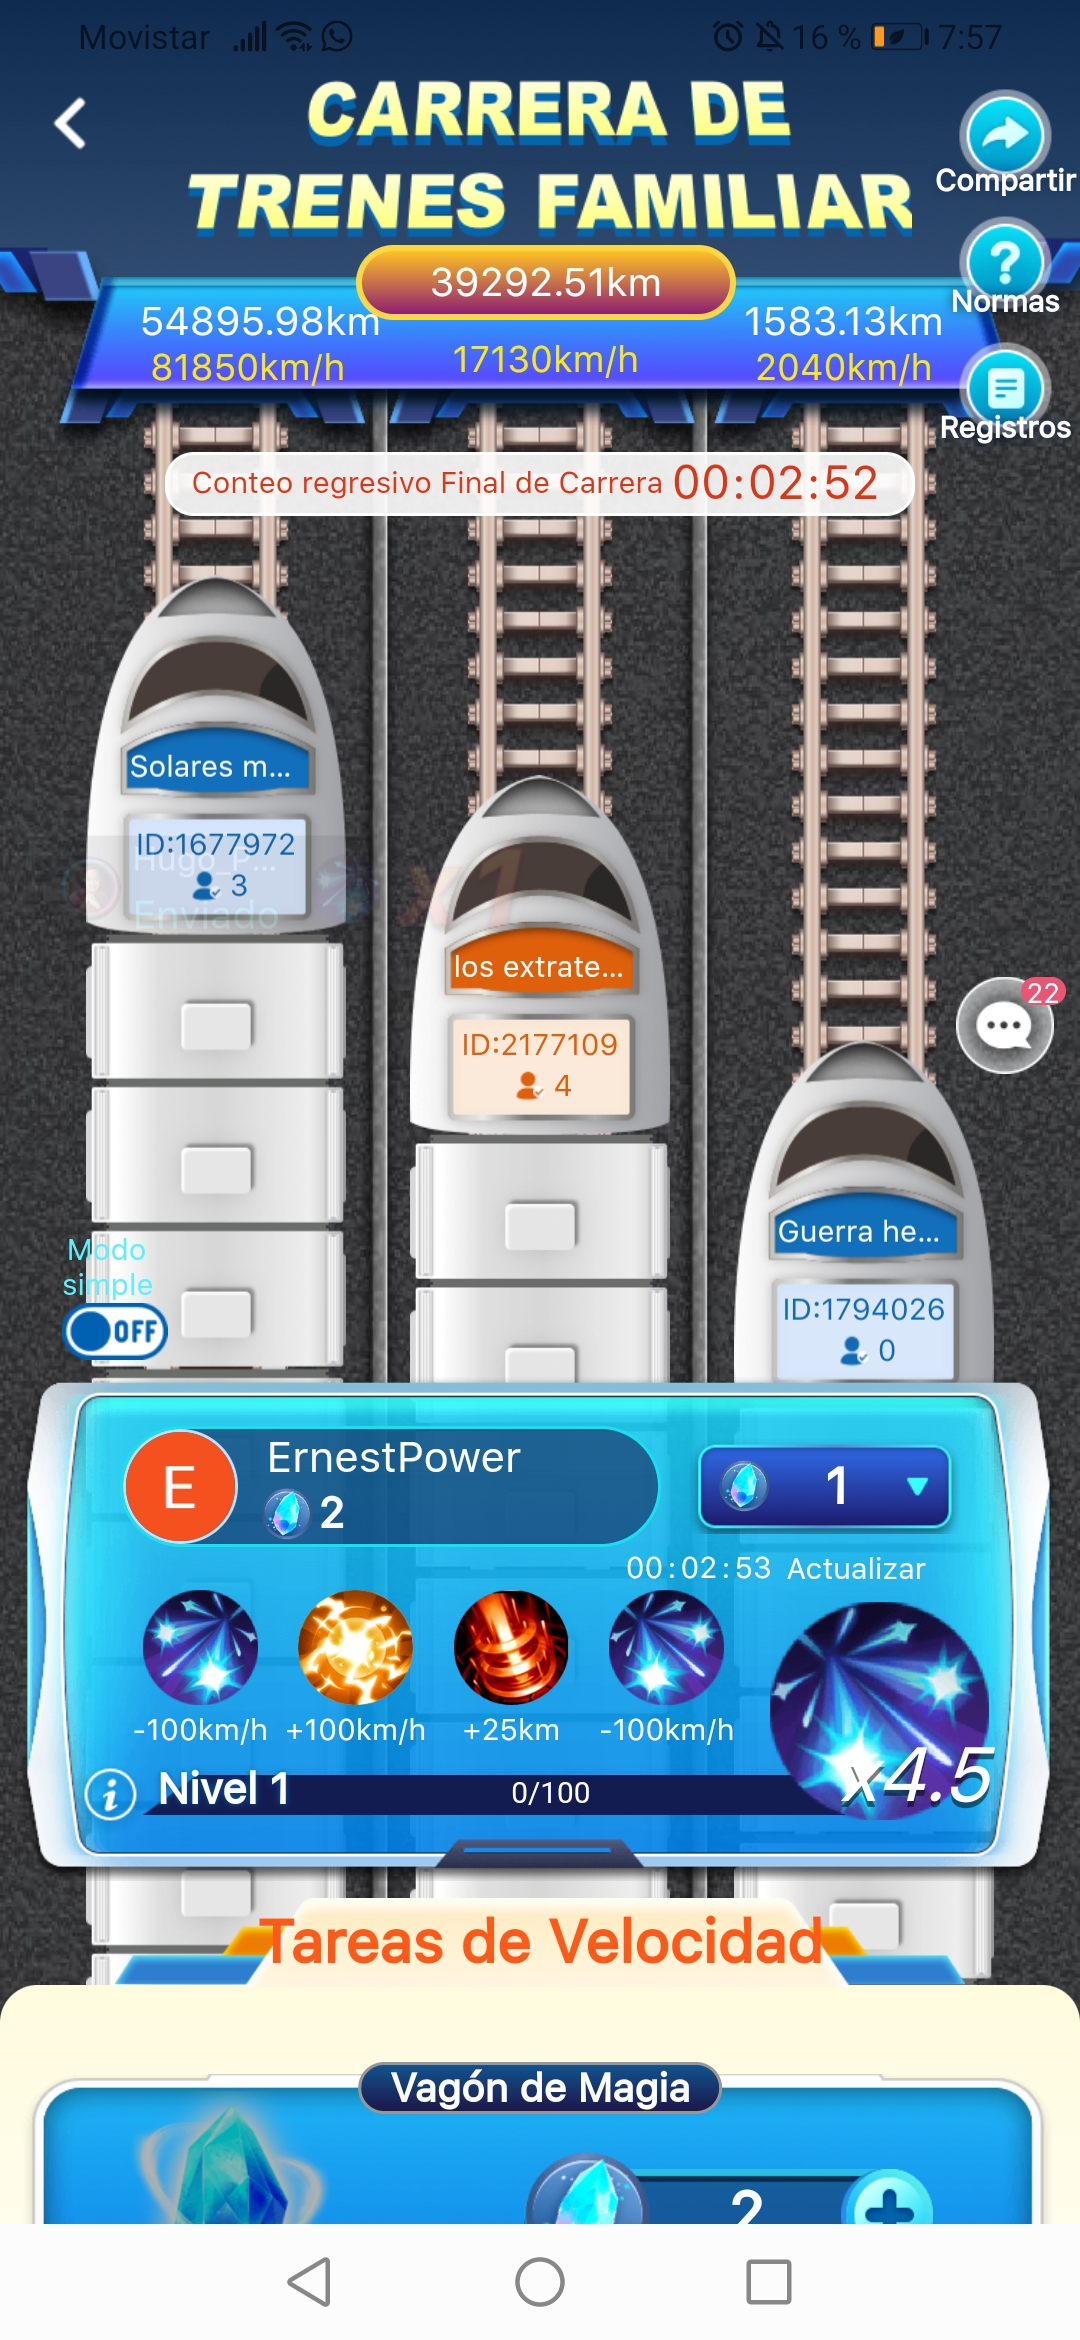 Movistar 16 % 7:57
CARRERA DE
TRENES FAMILIAR
Compartir
39292.51km
54895.98km
1583.13km
Normas
81850km/h
17130km/h
2040km/h
Registros
Conteo regresivo Final de Carrera 00:02:52
Solares m...
ID:1677972
3
Hugo_P...
Enviado
x1
los extrate...
ID:2177109
4
22
Guerra he...
ID:1794026
0
Modo
simple
OFF
E
ErnestPower
2
1
00:02:53 Actualizar
-100km/h +100km/h +25km -100km/h
x4.5
Nivel 1
0/100
Tareas de Velocidad
Vagón de Magia
2